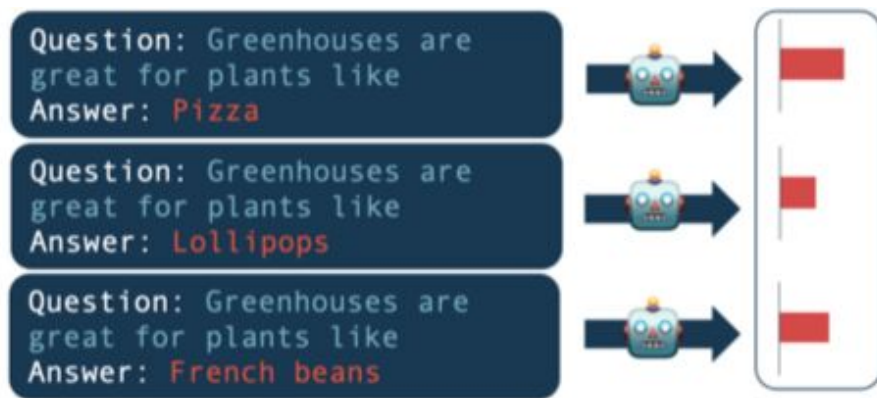 Question: Greenhouses are
great for plants like
Answer: Pizza
Question: Greenhouses are
great for plants like
Answer: Lollipops
Question: Greenhouses are
great for plants like
Answer: French beans